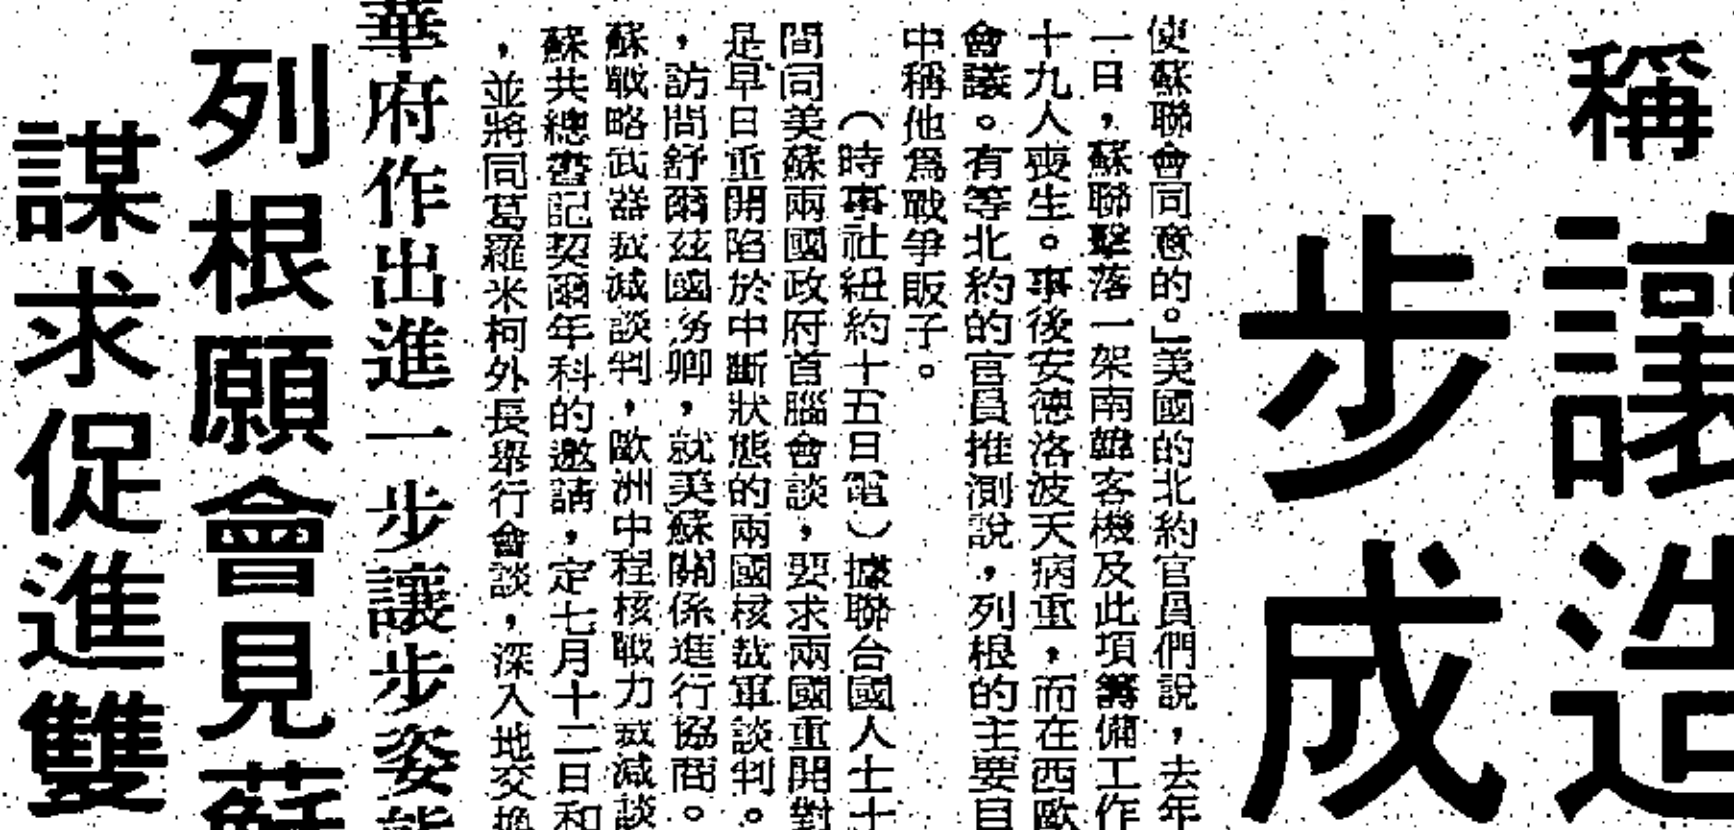 稱
讓造
步成
使蘇聯會同意的。」美國的北約官員們說，去年
一日，蘇聯擊落一架南韓客機及此項籌備工作
十九人喪生。事後安德洛波夫病重，而在西歐
會議。有等北約的官員推測說，列根的主要目
中稱他爲戰爭販子。
（時事社紐約十五日電）據聯合國人士十
間同美蘇兩國政府首腦會談，要求兩國重開對
是早日重開陷於中斷狀態的兩國核裁軍談判。
，訪問舒爾茲國務卿，就美蘇關係進行協商。
蘇戰略武器裁減談判，歐洲中程核戰力裁減談
蘇共總書記契爾年科的邀請，定七月十二日和
，並將同葛羅米柯外長舉行會談，深入地交換
華府作出進一步讓步姿態
列根願會見蘇
謀求促進雙